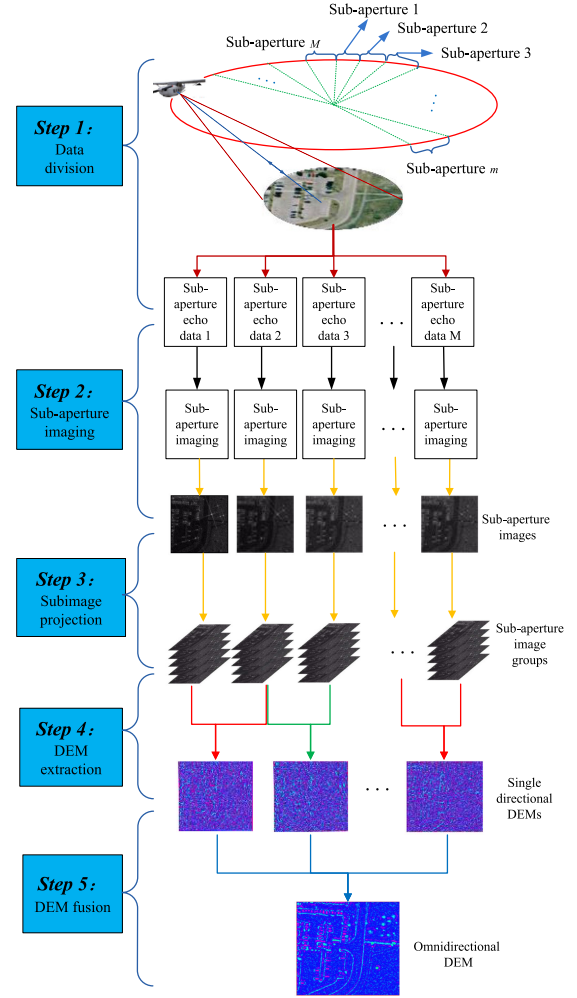 Sub-aperture 1
Sub-aperture 2
Sub-aperture M
Sub-aperture 3
...
...
Step 1:
Data
division
Sub-aperture m
Sub-
aperture
echo
data 1
Sub-
aperture
echo
data 2
Sub-
aperture
echo
data 3
...
Sub-
aperture
echo
data M
Step 2:
Sub-aperture
imaging
Sub-
aperture
imaging
Sub-
aperture
imaging
Sub-
aperture
imaging
...
Sub-
aperture
imaging
...
Sub-aperture
images
Step 3:
Subimage
projection
...
Sub-aperture
image
groups
Step 4:
DEM
extraction
...
Single
directional
DEMs
Step 5:
DEM fusion
Omnidirectional
DEM